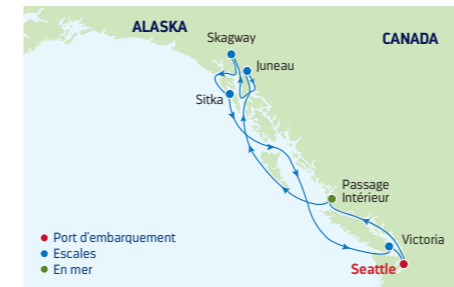 ALASKA
Skagway
CANADA
Juneau
Sitka
Passage
Intérieur
Port d'embarquement
Escales
En mer
Victoria
Seattle